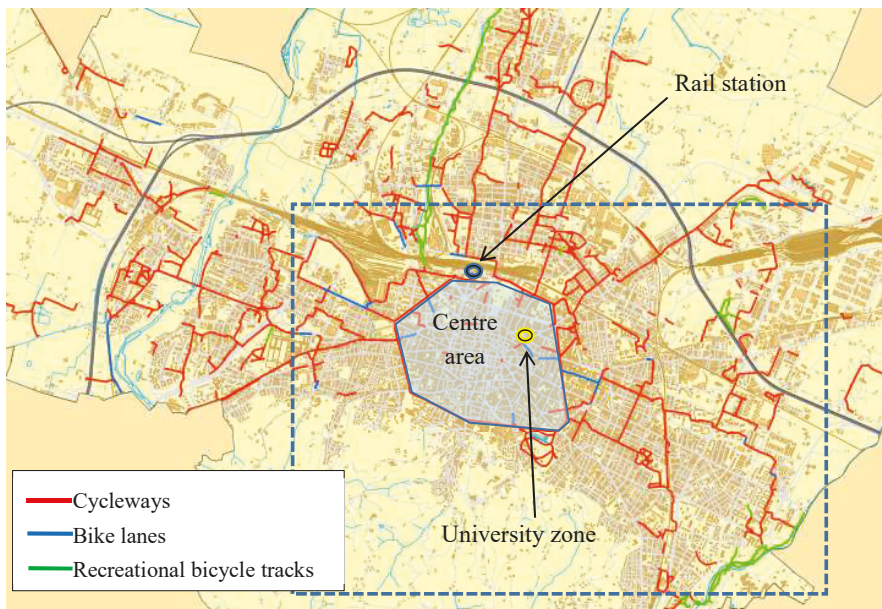 Rail station
Centre
area
University zone
Cycleways
Bike lanes
Recreational bicycle tracks